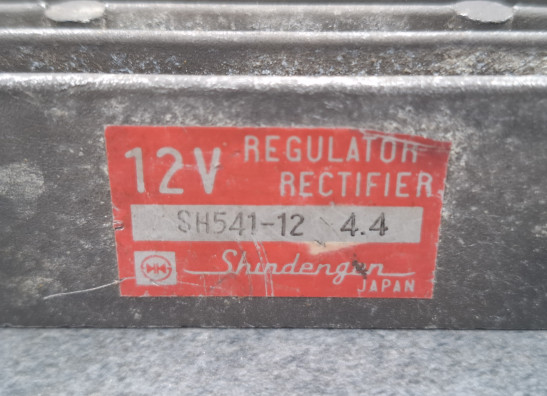 12V REGULATOR
RECTIFIER
SH541-12 4.4
Shindengen
JAPAN